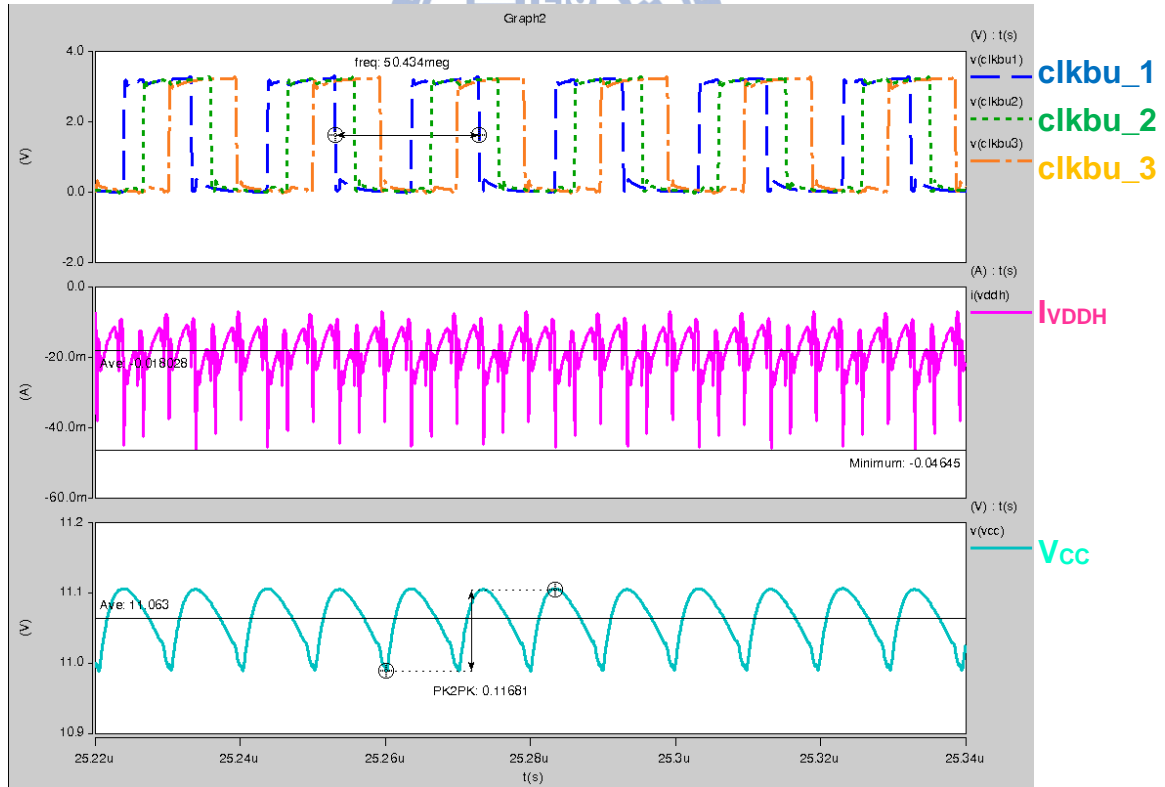 Graph2
(V) : t(s)
v(clkbu1)
v(clkbu2)
v(clkbu3)
clkbu_1
clkbu_2
clkbu_3
4.0
2.0
0.0
-2.0
(V)
freq: 50.434meg
(A) : t(s)
i(vddh)
IVDDH
0.0
-20.0m
-40.0m
-60.0m
(A)
Ave: -0.018028
Minimum: -0.04645
(V) : t(s)
v(vcc)
VCC
11.2
11.1
11.0
10.9
(V)
Ave: 11.063
PK2PK: 0.11681
25.22u 25.24u 25.26u 25.28u 25.3u 25.32u 25.34u
t(s)